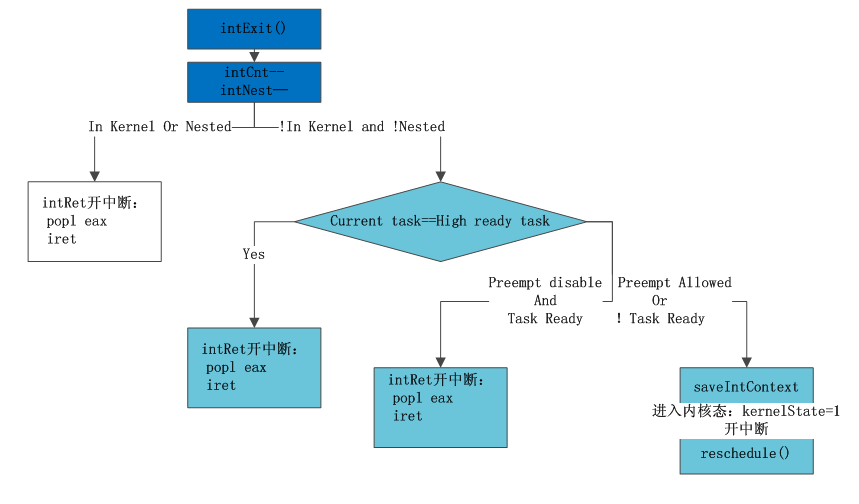 intExit()
intCnt--
intNest--
In Kernel Or Nested
!In Kernel and !Nested
intRet开中断：
popl eax
iret
Current task==High ready task
Yes
Preempt disable
And
Task Ready
Preempt Allowed
Or
! Task Ready
intRet开中断：
popl eax
iret
intRet开中断：
popl eax
iret
saveIntContext
进入内核态：kernelState=1
开中断
reschedule()